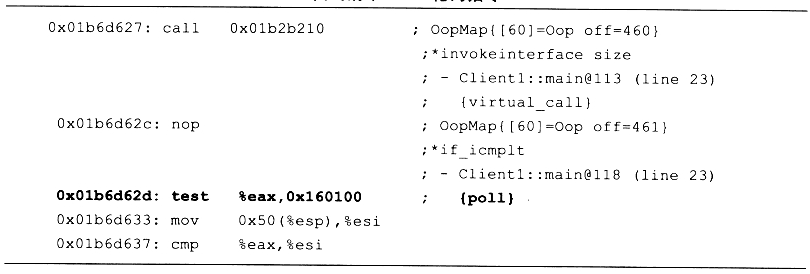 0x01b6d627: call 0x01b2b210 ; OopMap{[60]=Oop off=460}
;*invokeinterface size
; - Client1::main@113 (line 23)
; {virtual_call}
0x01b6d62c: nop ; OopMap{[60]=Oop off=461}
;*if_icmplt
; - Client1::main@118 (line 23)
0x01b6d62d: test %eax,0x160100 ; {poll}
0x01b6d633: mov 0x50(%esp),%esi
0x01b6d637: cmp %eax,%esi